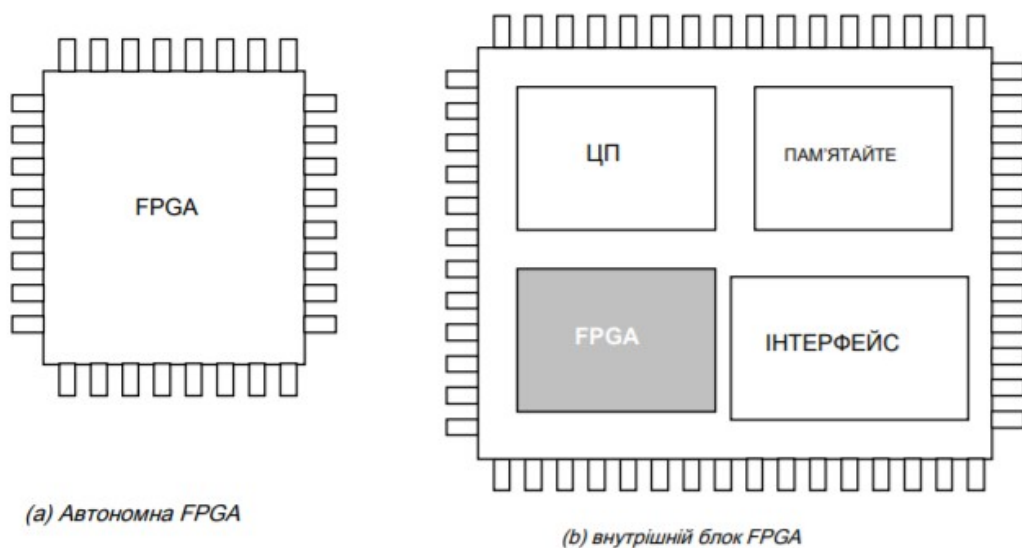 FPGA
(a) Автономна FPGA
ЦП
ПАМ'ЯТАЙТЕ
FPGA
ІНТЕРФЕЙС
(b) внутрішній блок FPGA